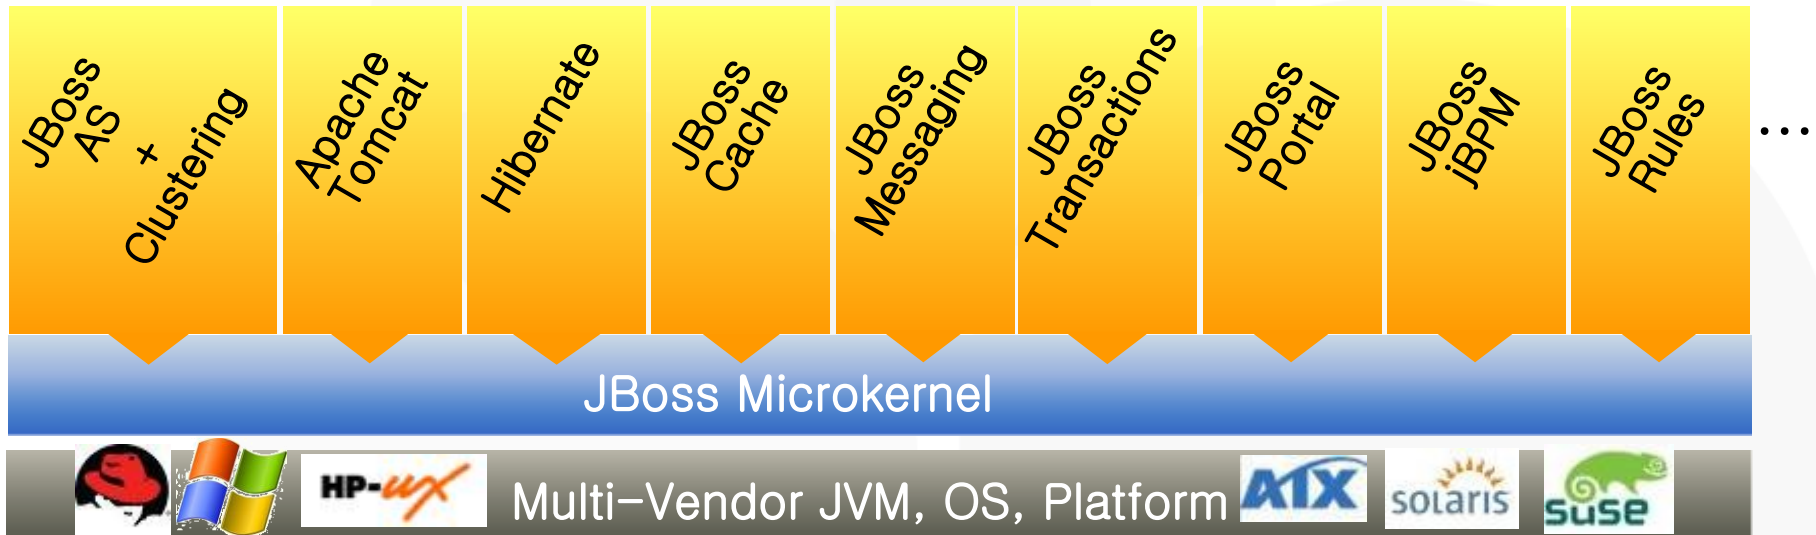 JBoss
AS
+
Clustering
Apache
Tomcat
Hibernate
JBoss
Cache
JBoss
Messaging
JBoss
Transactions
JBoss
Portal
JBoss
jBPM
JBoss
Rules
...
JBoss Microkernel
HP-UX
Multi-Vendor JVM, OS, Platform
AIX
SOLARIS
SUSE